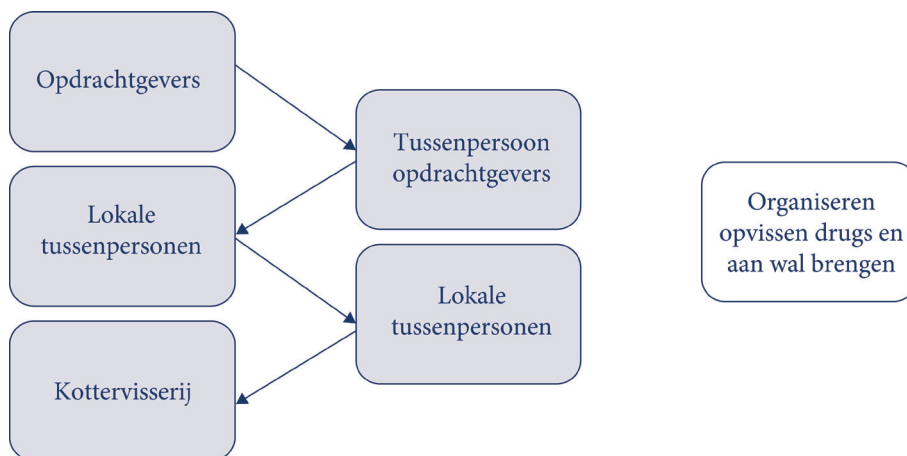 Opdrachtgevers
Tussenpersoon
opdrachtgevers
Lokale
tussenpersonen
Lokale
tussenpersonen
Kottervisserij
Organiseren
opvissen drugs en
aan wal brengen